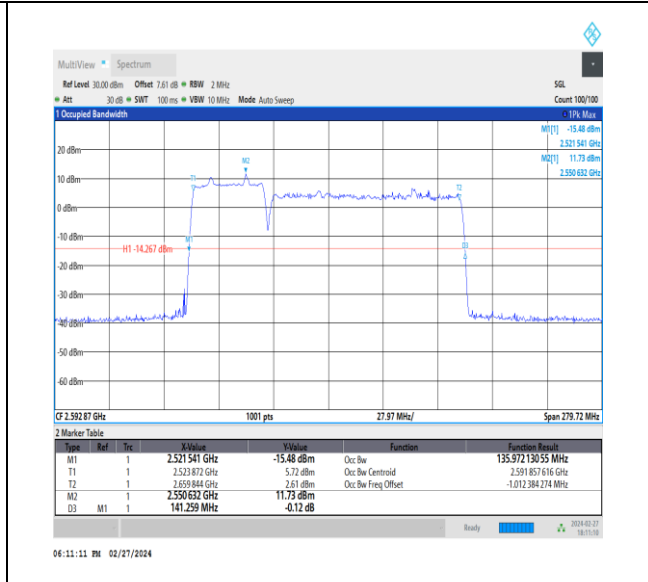 MultiView Spectrum
Ref Level 30.00 dBm Offset 7.61 dB RBW 2 MHz SGL
Att 30 dB SWT 100 ms VBW 10 MHz Mode Auto Sweep Count 100/100
1 Occupied Bandwidth 1Pk Max
M1[1] -15.48 dBm
2.521 541 GHz
M2[1] 11.73 dBm
2.550 632 GHz
20 dBm
M2
T1
10 dBm
T2
0 dBm
-10 dBm
M1
H1 -14.267 dBm
D3
-20 dBm
-30 dBm
-40 dBm
-50 dBm
-60 dBm
CF 2.592 87 GHz 1001 pts 27.97 MHz/ Span 279.72 MHz
2 Marker Table
Type Ref Trc X-Value Y-Value Function Function Result
M1 1 2.521 541 GHz -15.48 dBm Occ Bw 135.972 130 55 MHz
T1 1 2.523 872 GHz 5.72 dBm Occ Bw Centroid 2.591 857 616 GHz
T2 1 2.659 844 GHz 2.61 dBm Occ Bw Freq Offset -1.012 384 274 MHz
M2 1 2.550 632 GHz 11.73 dBm
D3 M1 1 141.259 MHz -0.12 dB
Ready 2024-02-27
18:11:10
06:11:11 PM 02/27/2024